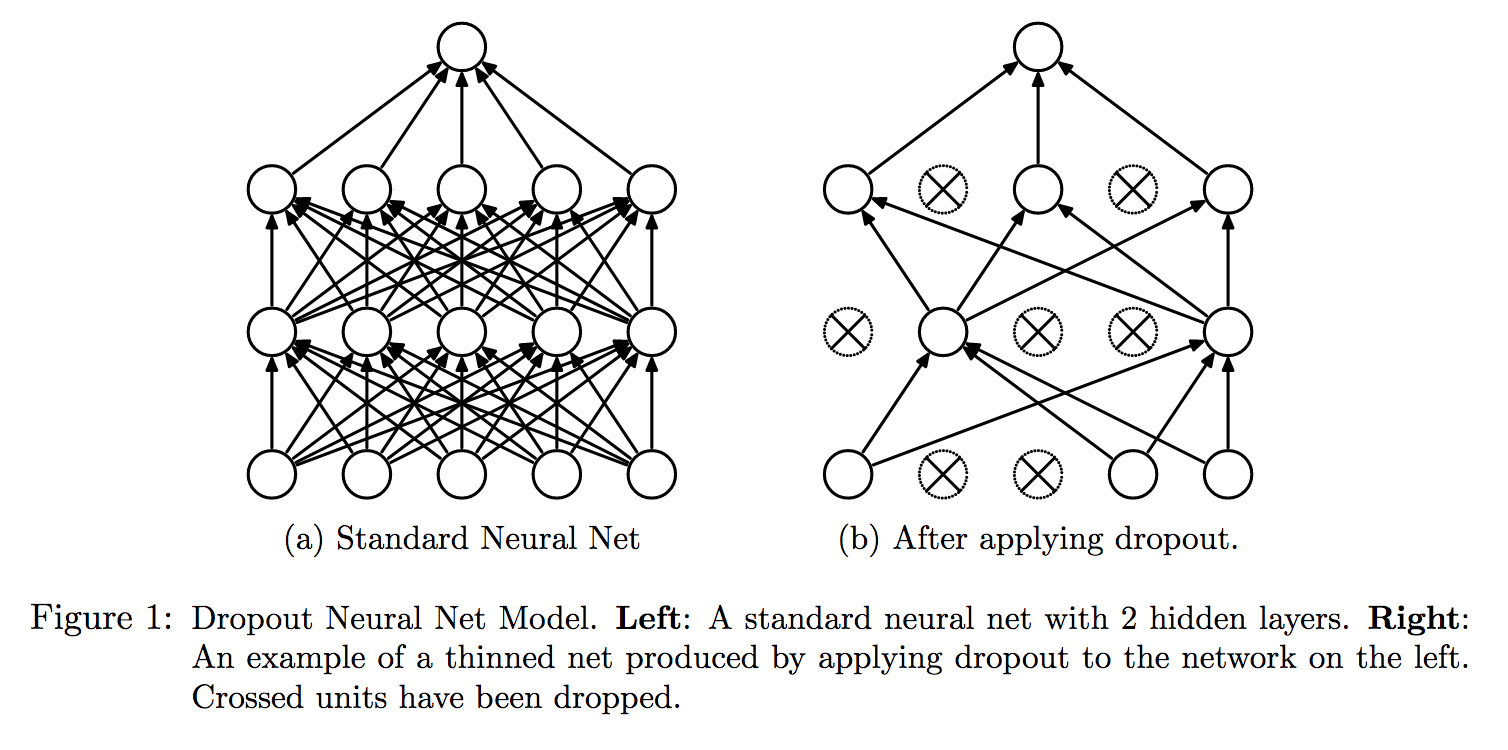 (a) Standard Neural Net
(b) After applying dropout.
Figure 1: Dropout Neural Net Model. Left: A standard neural net with 2 hidden layers. Right:
An example of a thinned net produced by applying dropout to the network on the left.
Crossed units have been dropped.